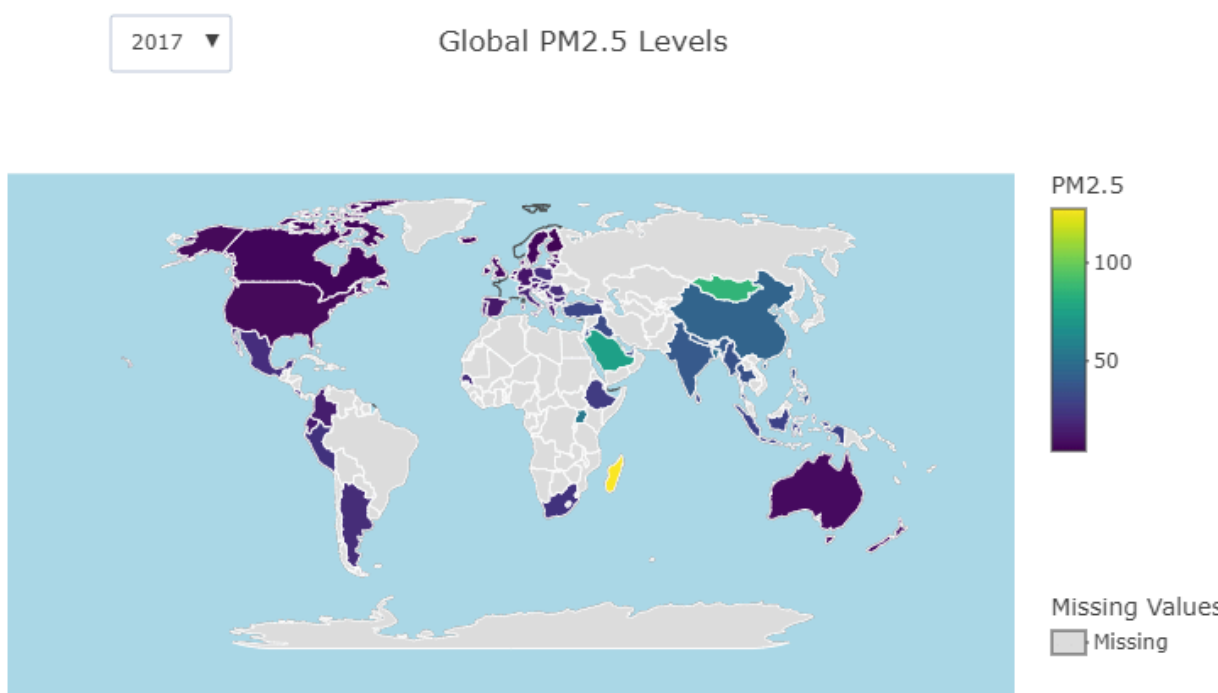 2017 ▼
Global PM2.5 Levels
PM2.5
100
50
Missing Values
Missing